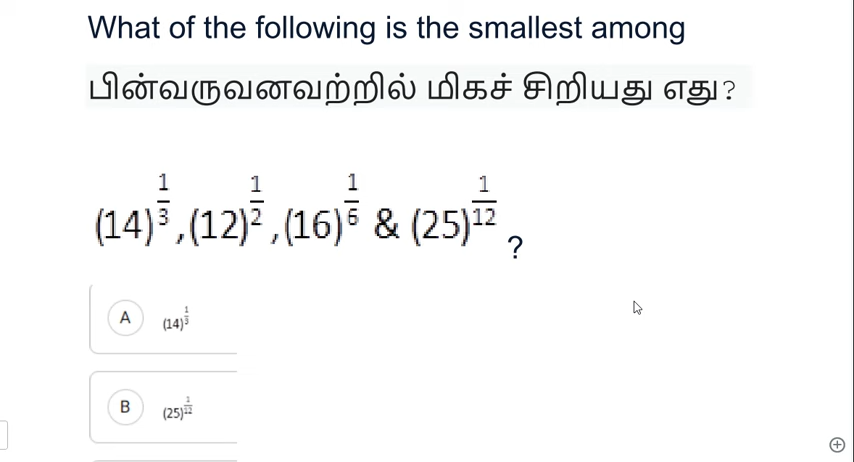 What of the following is the smallest among
பின்வருவனவற்றில் மிகச் சிறியது எது?
(14)^{1/3} ,(12)^{1/2} ,(16)^{1/6} & (25)^{1/12} ?
A (14)^{1/3}
B (25)^{1/12}